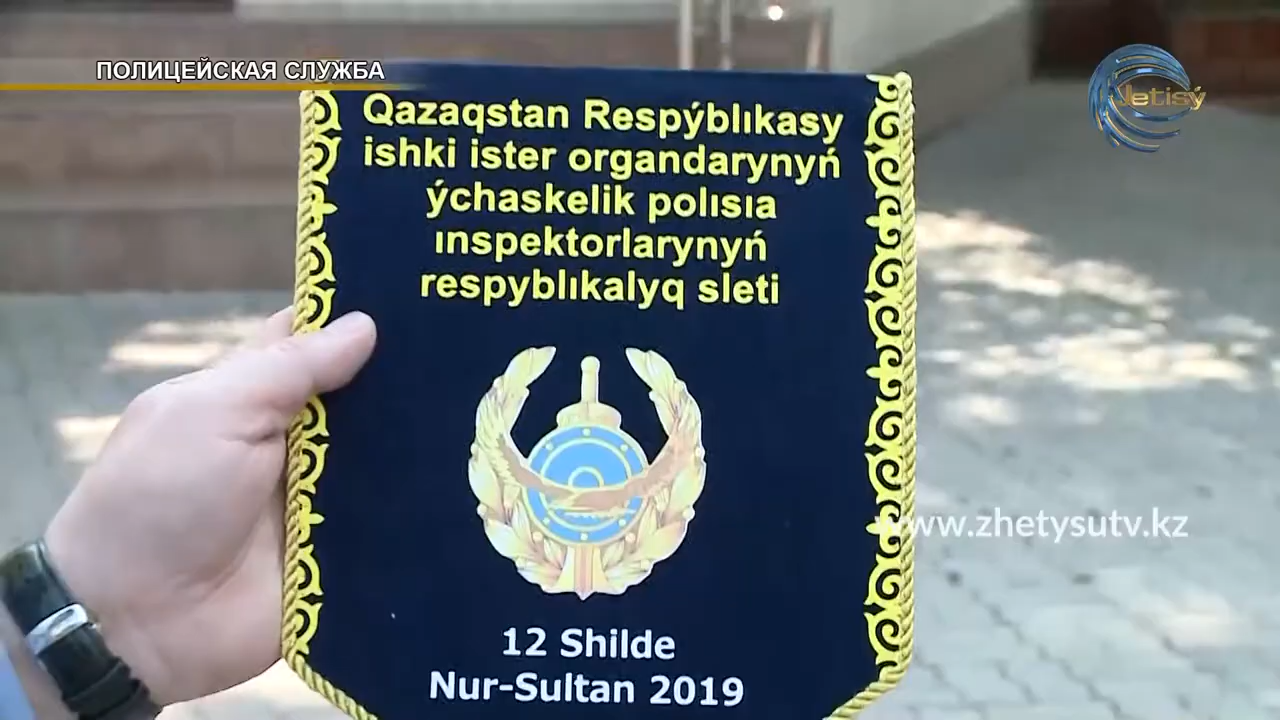 ПОЛИЦЕЙСКАЯ СЛУЖБА
Jetisý
Qazaqstan Respýblıkasy
ishki ister organdarynyń
ýchaskelik polısıa
ınspektorlarynyń
respyblıkalyq sleti
www.zhetysutv.kz
12 Shilde
Nur-Sultan 2019